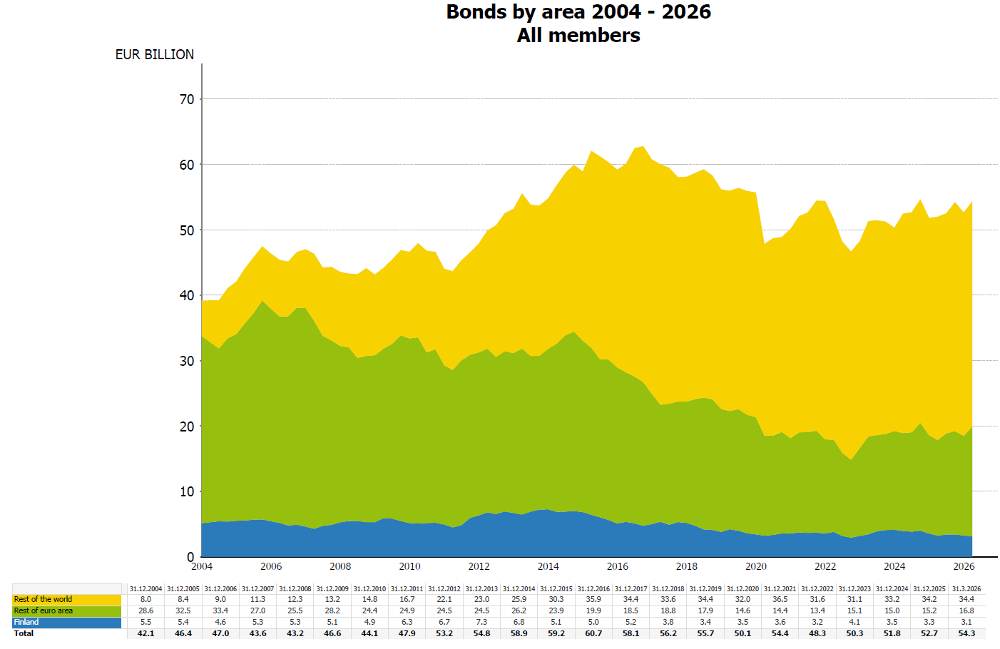 Bonds by area 2004 - 2026
All members
EUR BILLION
70
60
50
40
30
20
10
0
2004 2006 2008 2010 2012 2014 2016 2018 2020 2022 2024 2026
31.12.2004 31.12.2005 31.12.2006 31.12.2007 31.12.2008 31.12.2009 31.12.2010 31.12.2011 31.12.2012 31.12.2013 31.12.2014 31.12.2015 31.12.2016 31.12.2017 31.12.2018 31.12.2019 31.12.2020 31.12.2021 31.12.2022 31.12.2023 31.12.2024 31.12.2025 31.3.2026
Rest of the world 8.0 8.4 9.0 11.3 12.3 13.2 14.8 16.7 22.1 23.0 25.9 30.3 35.9 34.4 33.6 34.4 32.0 36.5 31.6 31.1 33.2 34.2 34.4
Rest of euro area 28.6 32.5 33.4 27.0 25.5 28.2 24.4 24.9 24.5 24.5 26.2 23.9 19.9 18.5 18.8 17.9 14.6 14.4 13.4 15.1 15.0 15.2 16.8
Finland 5.5 5.4 4.6 5.3 5.3 5.1 4.9 6.3 6.7 7.3 6.8 5.1 5.0 5.2 3.8 3.4 3.5 3.6 3.2 4.1 3.5 3.3 3.1
Total 42.1 46.4 47.0 43.6 43.2 46.6 44.1 47.9 53.2 54.8 58.9 59.2 60.7 58.1 56.2 55.7 50.1 54.4 48.3 50.3 51.8 52.7 54.3